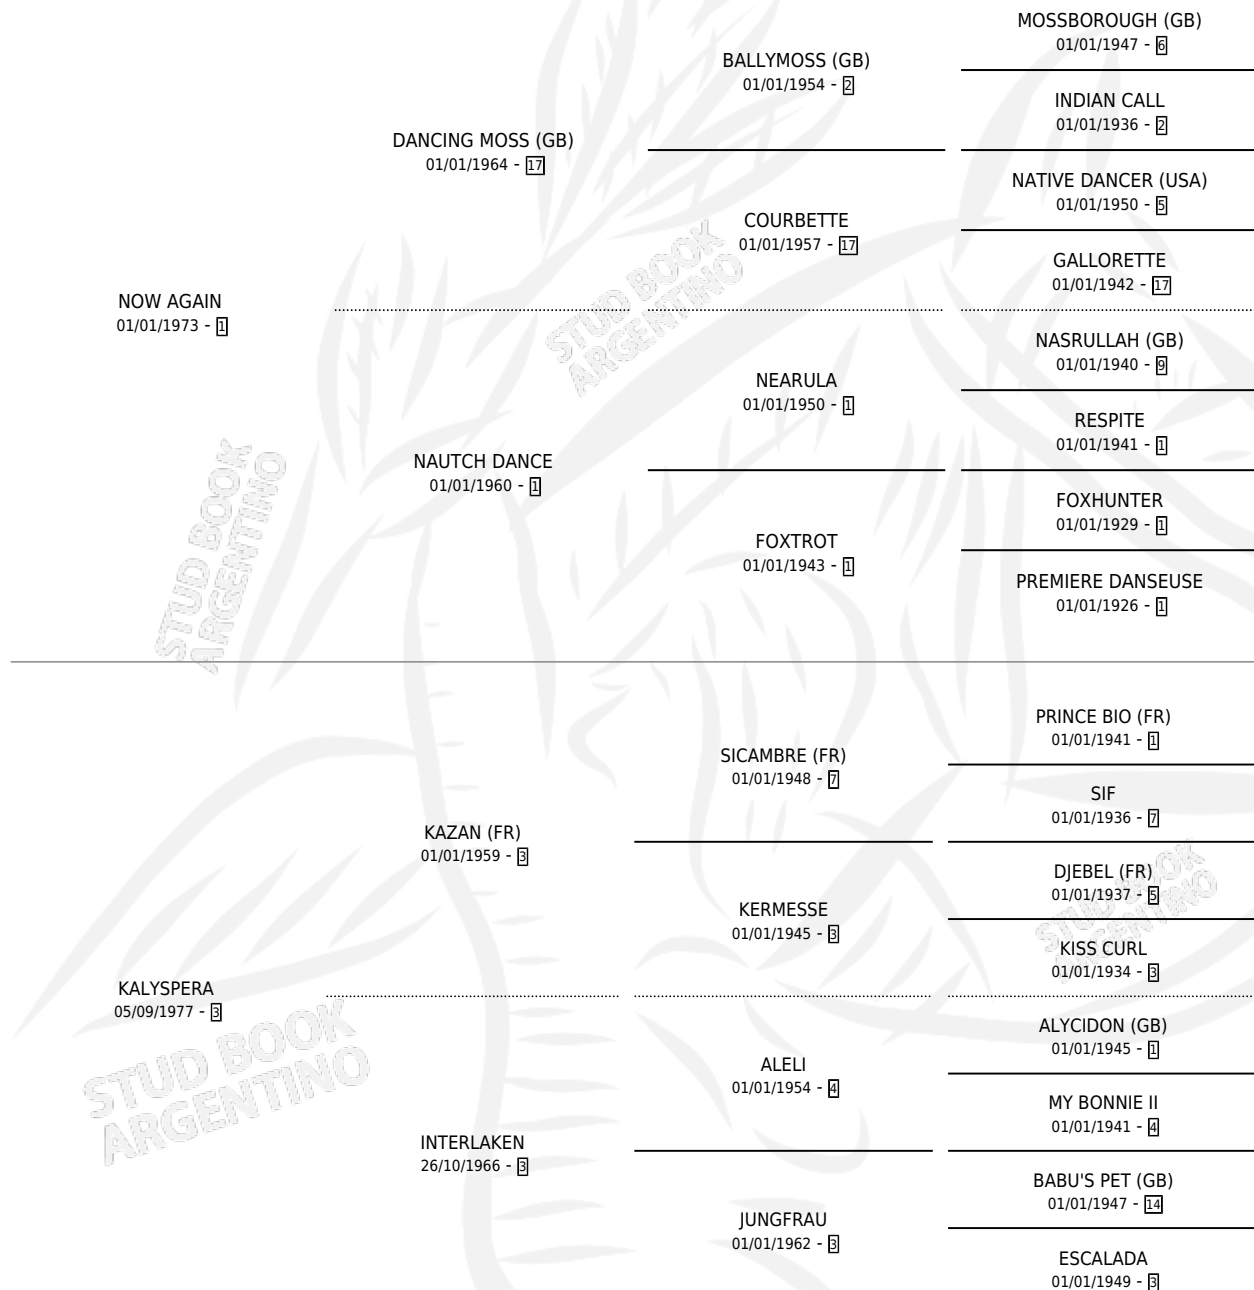 MOSSBOROUGH (GB)
01/01/1947 - 6
BALLYMOSS (GB)
01/01/1954 - 2
INDIAN CALL
01/01/1936 - 2
DANCING MOSS (GB)
01/01/1964 - 17
NATIVE DANCER (USA)
01/01/1950 - 5
COURBETTE
01/01/1957 - 17
GALLORETTE
01/01/1942 - 17
NOW AGAIN
01/01/1973 - 1
NASRULLAH (GB)
01/01/1940 - 9
NEARULA
01/01/1950 - 1
RESPITE
01/01/1941 - 1
NAUTCH DANCE
01/01/1960 - 1
FOXHUNTER
01/01/1929 - 1
FOXTROT
01/01/1943 - 1
PREMIERE DANSEUSE
01/01/1926 - 1
PRINCE BIO (FR)
01/01/1941 - 1
SICAMBRE (FR)
01/01/1948 - 7
SIF
01/01/1936 - 7
KAZAN (FR)
01/01/1959 - 3
DJEBEL (FR)
01/01/1937 - 5
KERMESSE
01/01/1945 - 3
KISS CURL
01/01/1934 - 3
KALYSPERA
05/09/1977 - 3
ALYCIDON (GB)
01/01/1945 - 1
ALELI
01/01/1954 - 4
MY BONNIE II
01/01/1941 - 4
INTERLAKEN
26/10/1966 - 3
BABU'S PET (GB)
01/01/1947 - 14
JUNGFRAU
01/01/1962 - 3
ESCALADA
01/01/1949 - 3
STUD BOOK
ARGENTINO
STUD BOOK
ARGENTINO
STUD BOOK
ARGENTINO
STUD BOOK
ARGENTINO